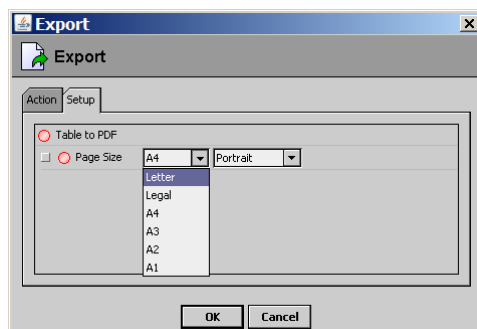 Export
Export
Action Setup
Table to PDF
Page Size A4 Portrait
Letter
Legal
A4
A3
A2
A1
OK Cancel